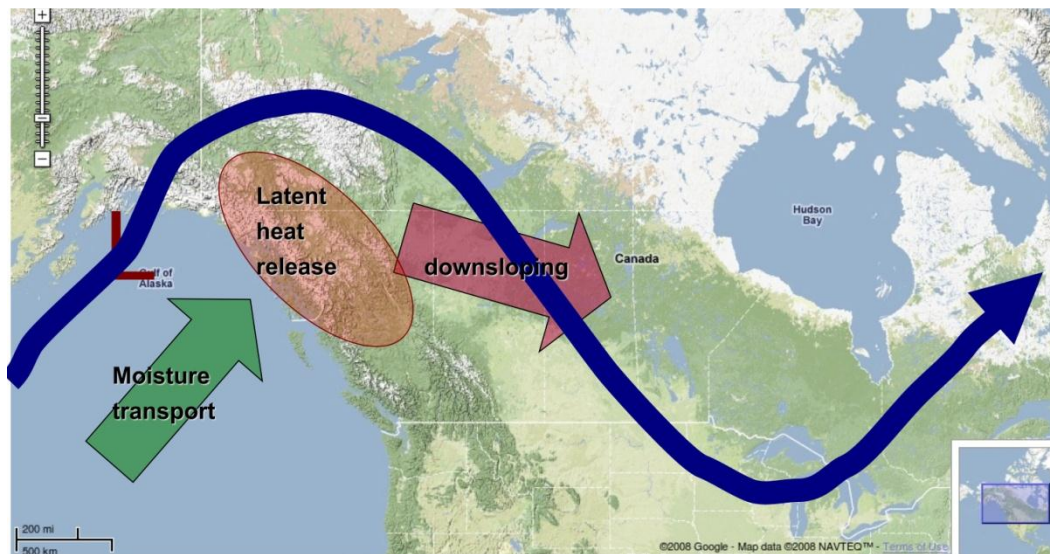 Latent
heat
release
Hudson
Bay
downsloping
Canada
Gulf of
Alaska
Moisture
transport
200 mi
500 km
©2008 Google - Map data ©2008 NAVTEQ™ - Terms of Use